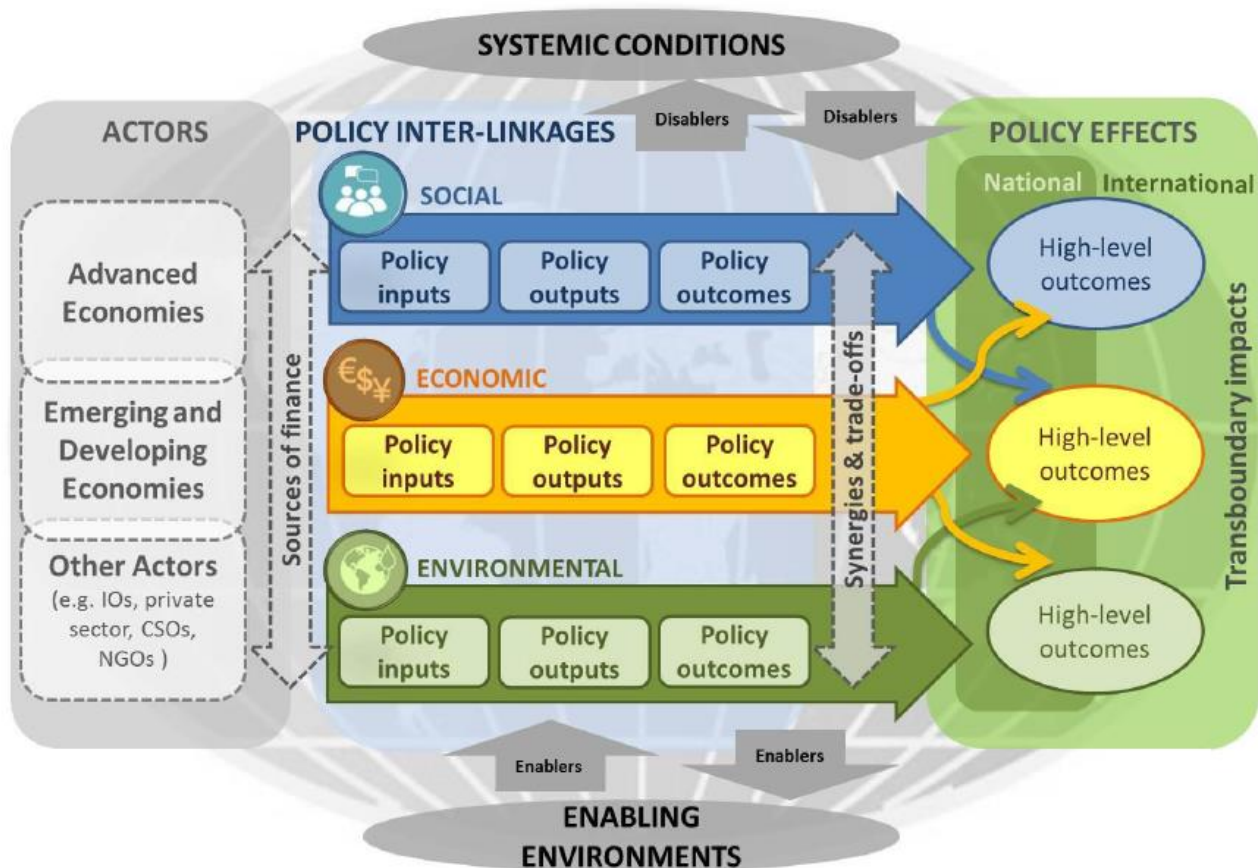 SYSTEMIC CONDITIONS
Disablers
Disablers
ACTORS
Advanced
Economies
Emerging and
Developing
Economies
Other Actors
(e.g. IOs, private
sector, CSOs,
NGOs )
Sources of finance
POLICY INTER-LINKAGES
SOCIAL
Policy
inputs
Policy
outputs
Policy
outcomes
€$¥
ECONOMIC
Policy
inputs
Policy
outputs
Policy
outcomes
ENVIRONMENTAL
Policy
inputs
Policy
outputs
Policy
outcomes
Synergies & trade-offs
POLICY EFFECTS
National
International
High-level
outcomes
High-level
outcomes
High-level
outcomes
Transboundary impacts
Enablers
Enablers
ENABLING
ENVIRONMENTS